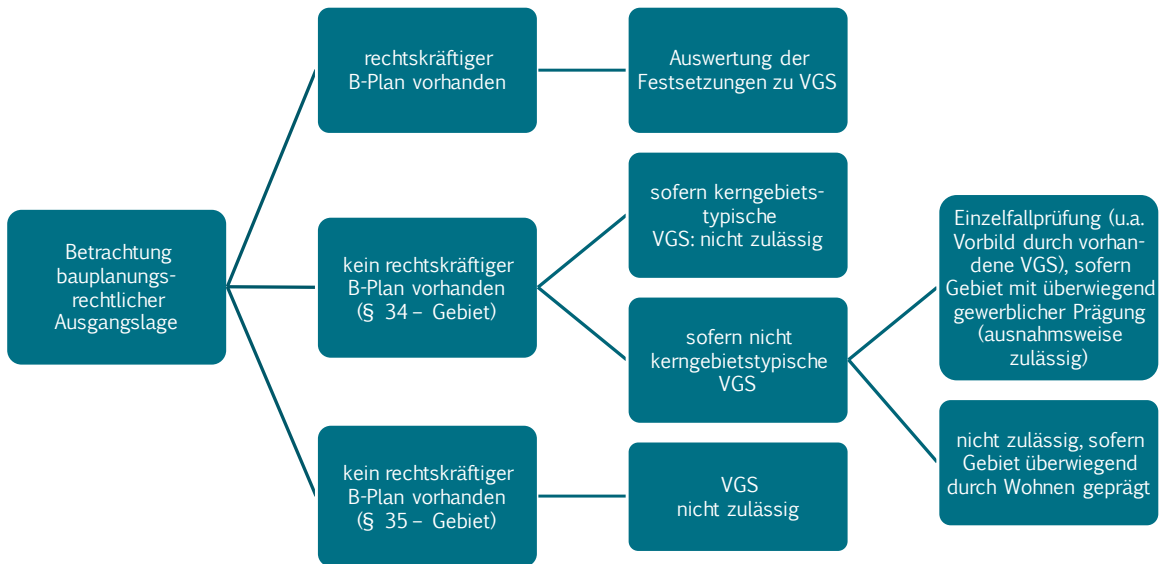 Betrachtung
bauplanungs-
rechtlicher
Ausgangslage
rechtskräftiger
B-Plan vorhanden
Auswertung der
Festsetzungen zu VGS
kein rechtskräftiger
B-Plan vorhanden
(§ 34 – Gebiet)
sofern kerngebiets-
typische
VGS: nicht zulässig
sofern nicht
kerngebietstypische
VGS
Einzelfallprüfung (u.a.
Vorbild durch vorhan-
dene VGS), sofern
Gebiet mit überwiegend
gewerblicher Prägung
(ausnahmsweise
zulässig)
nicht zulässig, sofern
Gebiet überwiegend
durch Wohnen geprägt
kein rechtskräftiger
B-Plan vorhanden
(§ 35 – Gebiet)
VGS
nicht zulässig